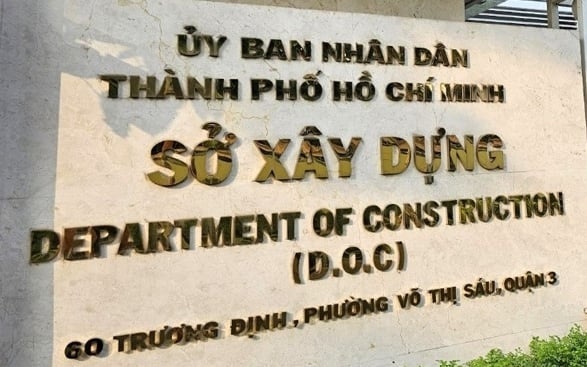 ỦY BAN NHÂN DÂN
THÀNH PHỐ HỒ CHÍ MINH
SỞ XÂY DỰNG
DEPARTMENT OF CONSTRUCTION
(D.O.C)
60 TRƯƠNG ĐỊNH, PHƯỜNG VÕ THỊ SÁU, QUẬN 3